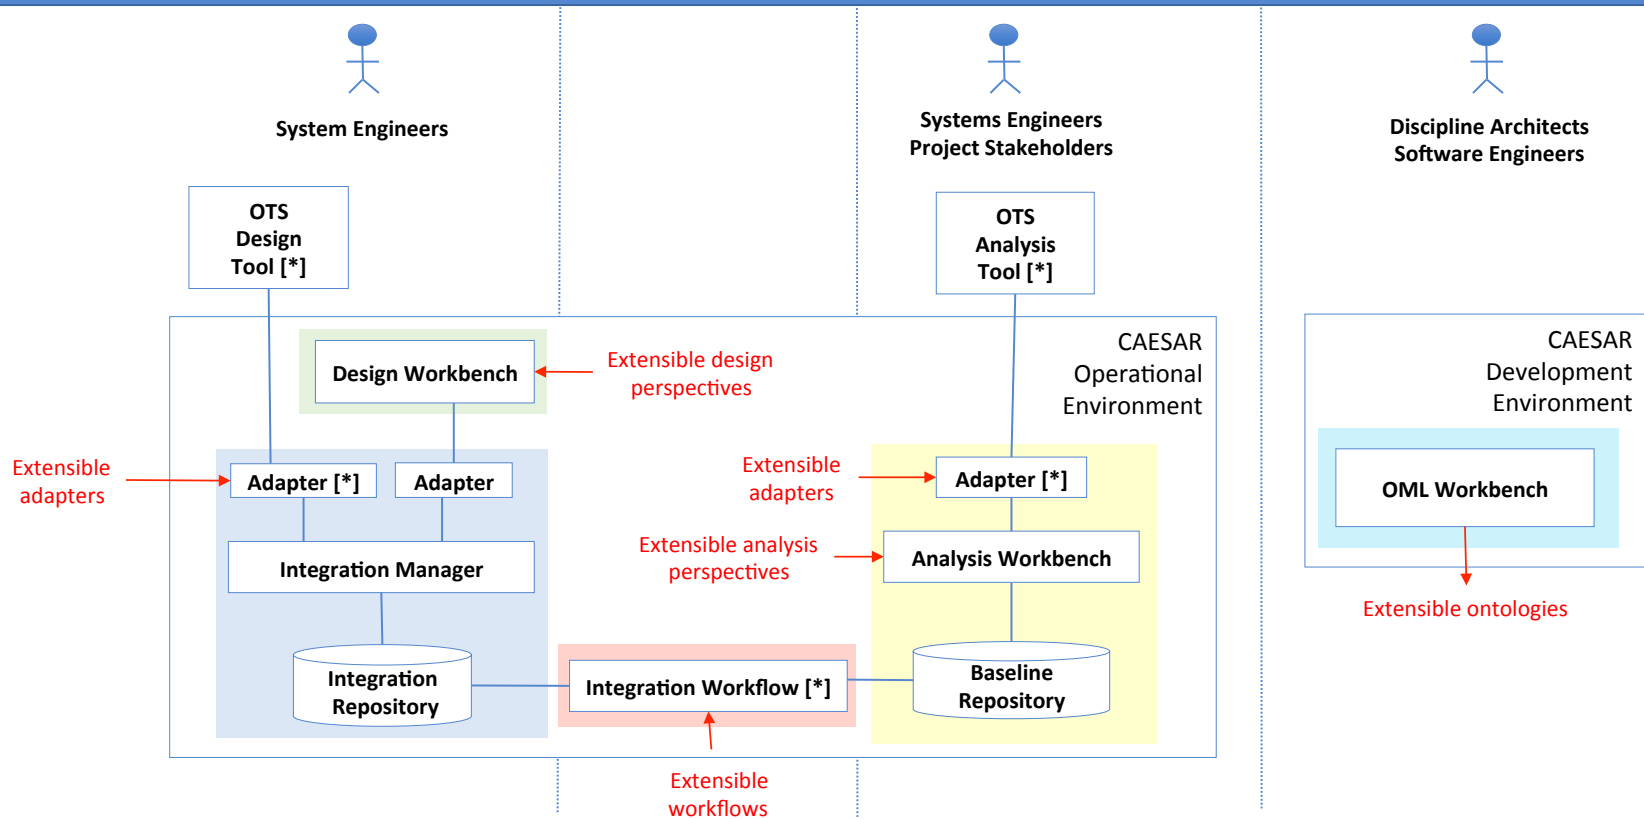 System Engineers
Systems Engineers
Project Stakeholders
Discipline Architects
Software Engineers
OTS
Design
Tool [*]
OTS
Analysis
Tool [*]
CAESAR
Operational
Environment
CAESAR
Development
Environment
Design Workbench
Extensible design
perspectives
Extensible
adapters
Adapter [*]
Adapter
Extensible
adapters
Adapter [*]
OML Workbench
Integration Manager
Extensible analysis
perspectives
Analysis Workbench
Extensible ontologies
Integration
Repository
Integration Workflow [*]
Baseline
Repository
Extensible
workflows